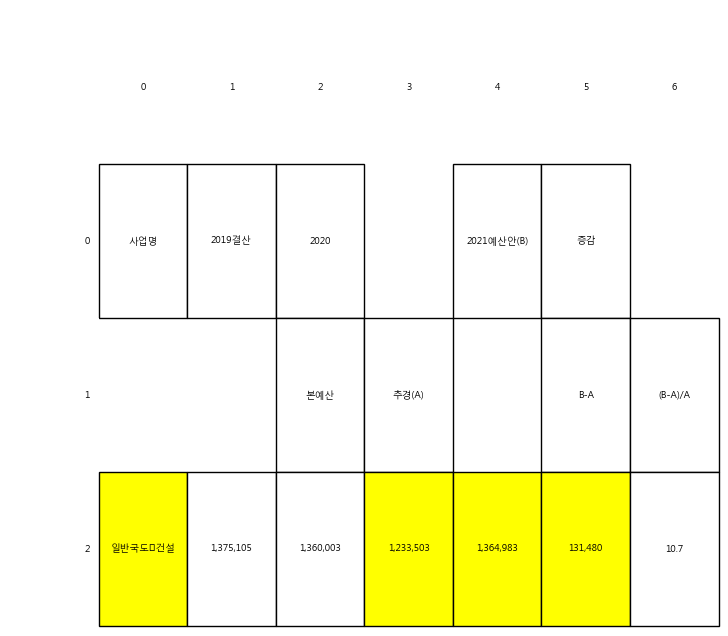 0 1 2 3 4 5 6
0 사업명 2019결산 2020 2021예산안(B) 증감
1 본예산 추경(A) B-A (B-A)/A
2 일반국도□건설 1,375,105 1,360,003 1,233,503 1,364,983 131,480 10.7